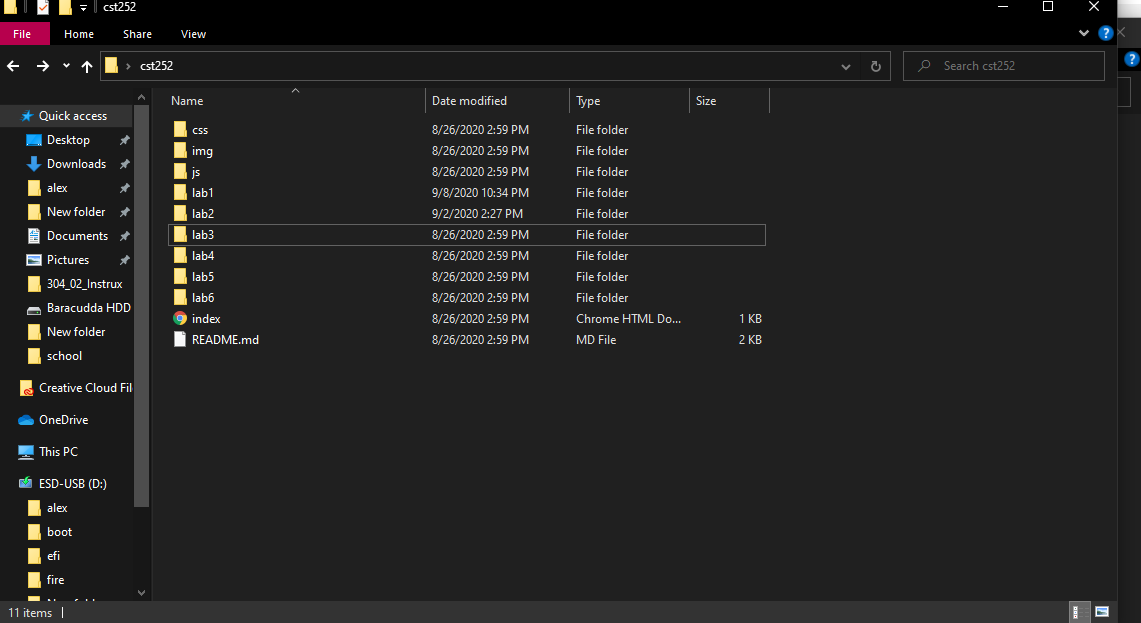 cst252
File Home Share View
cst252
Search cst252
Name Date modified Type Size
Quick access
Desktop
Downloads
alex
New folder
Documents
Pictures
304_02_Instrux
Baracudda HDD
New folder
school
Creative Cloud Fil
OneDrive
This PC
ESD-USB (D:)
alex
boot
efi
fire
css 8/26/2020 2:59 PM File folder
img 8/26/2020 2:59 PM File folder
js 8/26/2020 2:59 PM File folder
lab1 9/8/2020 10:34 PM File folder
lab2 9/2/2020 2:27 PM File folder
lab3 8/26/2020 2:59 PM File folder
lab4 8/26/2020 2:59 PM File folder
lab5 8/26/2020 2:59 PM File folder
lab6 8/26/2020 2:59 PM File folder
index 8/26/2020 2:59 PM Chrome HTML Do... 1 KB
README.md 8/26/2020 2:59 PM MD File 2 KB
11 items